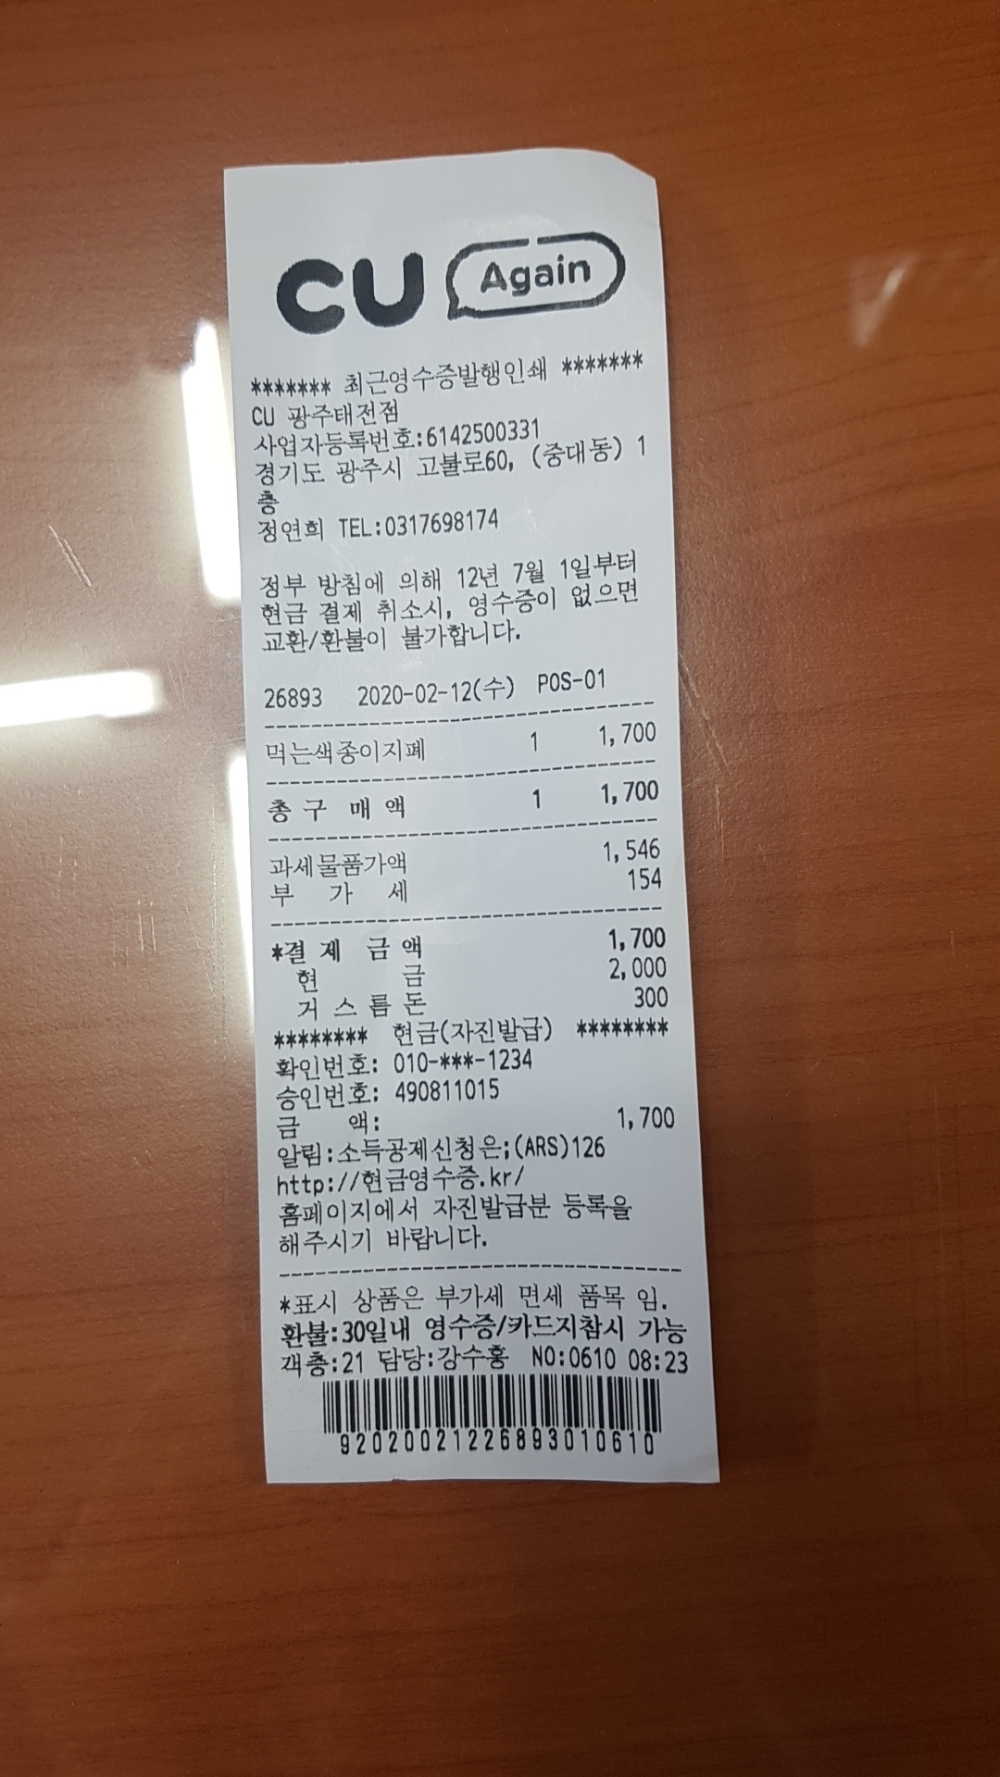 CU Again
******* 최근영수증발행인쇄 *******
CU 광주태전점
사업자등록번호:6142500331
경기도 광주시 고불로60, (중대동) 1
층
정연희 TEL:0317698174
정부 방침에 의해 12년 7월 1일부터
현금 결제 취소시, 영수증이 없으면
교환/환불이 불가합니다.
26893 2020-02-12(수) POS-01
먹는색종이지폐 1 1,700
총 구 매 액 1 1,700
과세물품가액 1,546
부 가 세 154
*결 제 금 액 1,700
현 금 2,000
거 스 름 돈 300
******** 현금(자진발급) ********
확인번호: 010-***-1234
승인번호: 490811015
금 액: 1,700
알림:소득공제신청은;(ARS)126
http://현금영수증.kr/
홈페이지에서 자진발급분 등록을
해주시기 바랍니다.
*표시 상품은 부가세 면세 품목 임.
환불:30일내 영수증/카드지참시 가능
객층:21 담당:강수홍 NO:0610 08:23
9202002122689301​0610